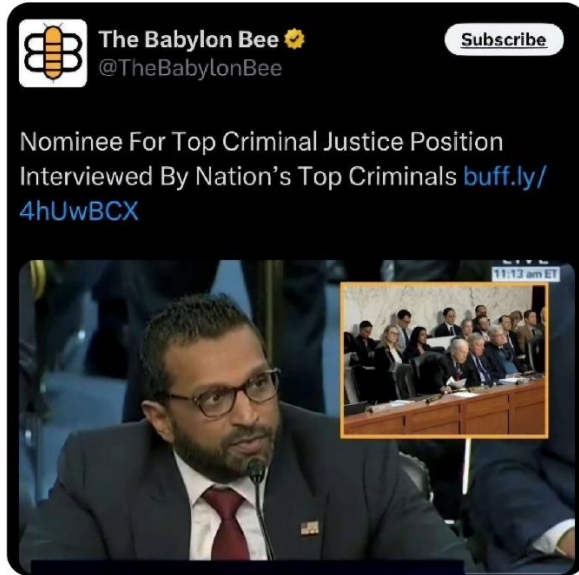 The Babylon Bee
Subscribe
@TheBabylonBee
Nominee For Top Criminal Justice Position
Interviewed By Nation's Top Criminals buff.ly/
4hUwBCX
LIVE
11:13 am ET